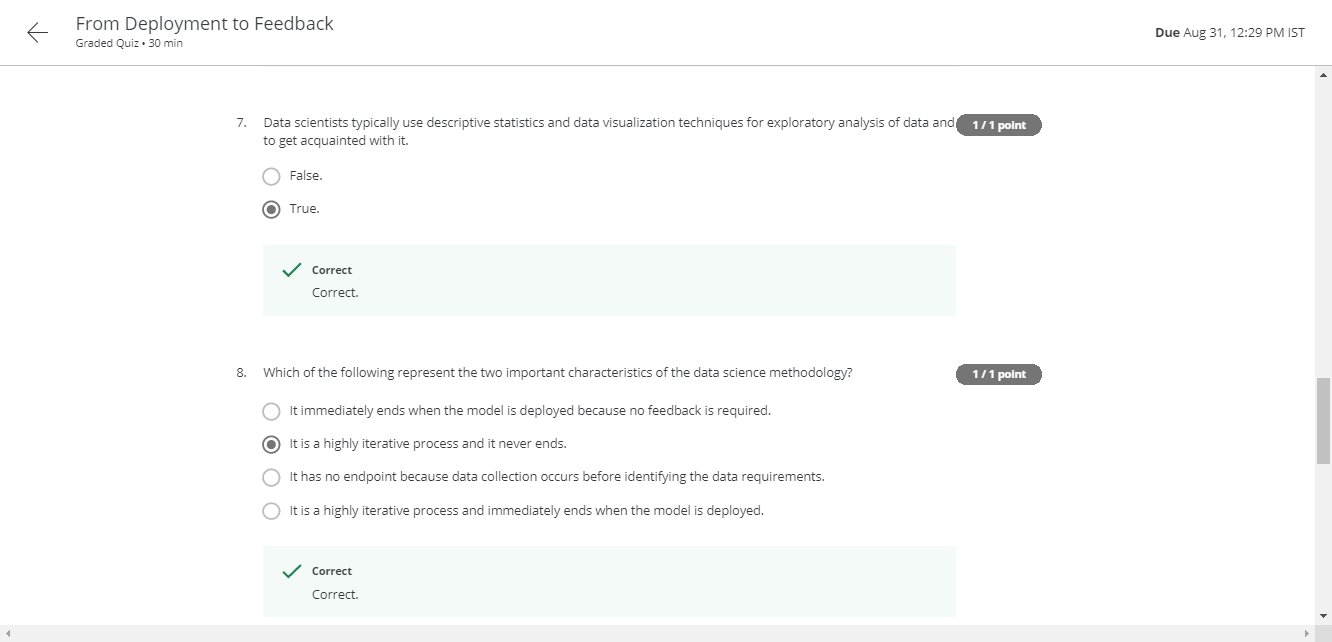 From Deployment to Feedback
Graded Quiz • 30 min
Due Aug 31, 12:29 PM IST
7. Data scientists typically use descriptive statistics and data visualization techniques for exploratory analysis of data and
to get acquainted with it.
1 / 1 point
False.
True.
Correct
Correct.
8. Which of the following represent the two important characteristics of the data science methodology?
1 / 1 point
It immediately ends when the model is deployed because no feedback is required.
It is a highly iterative process and it never ends.
It has no endpoint because data collection occurs before identifying the data requirements.
It is a highly iterative process and immediately ends when the model is deployed.
Correct
Correct.